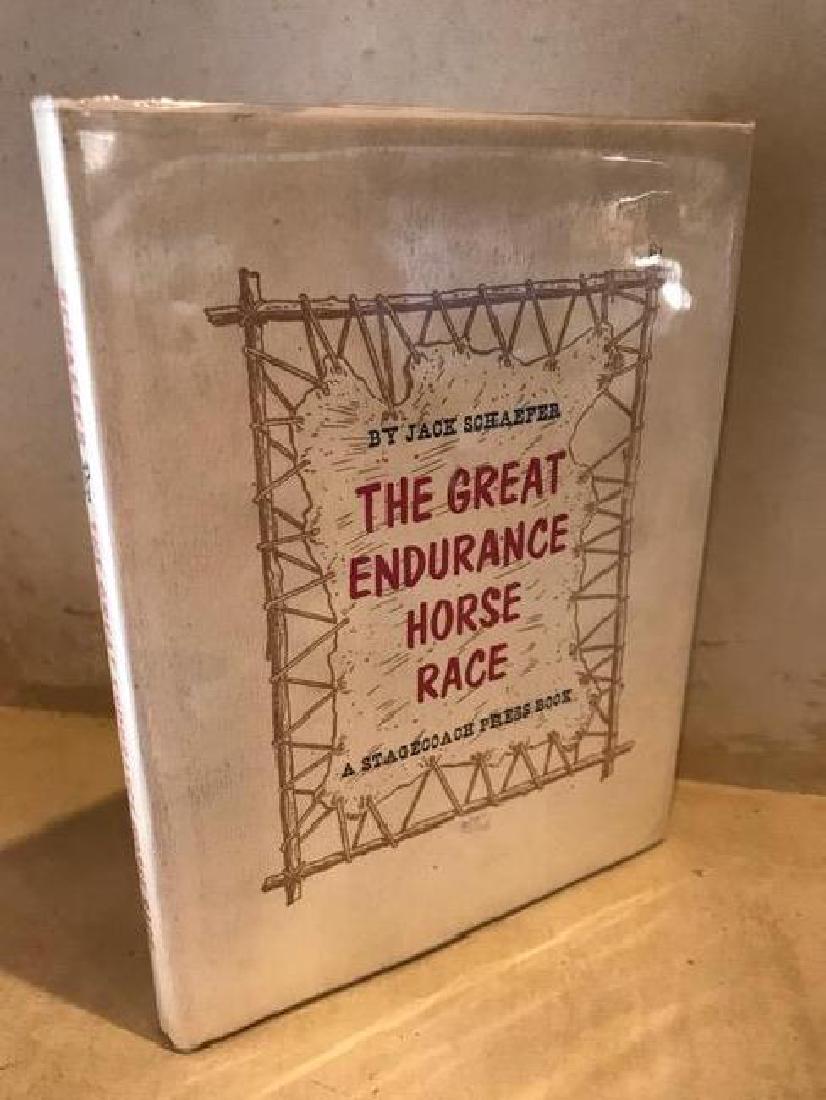 BY JACK SCHAEFER
THE GREAT
ENDURANCE
HORSE
RACE
A STAGECOACH PRESS BOOK